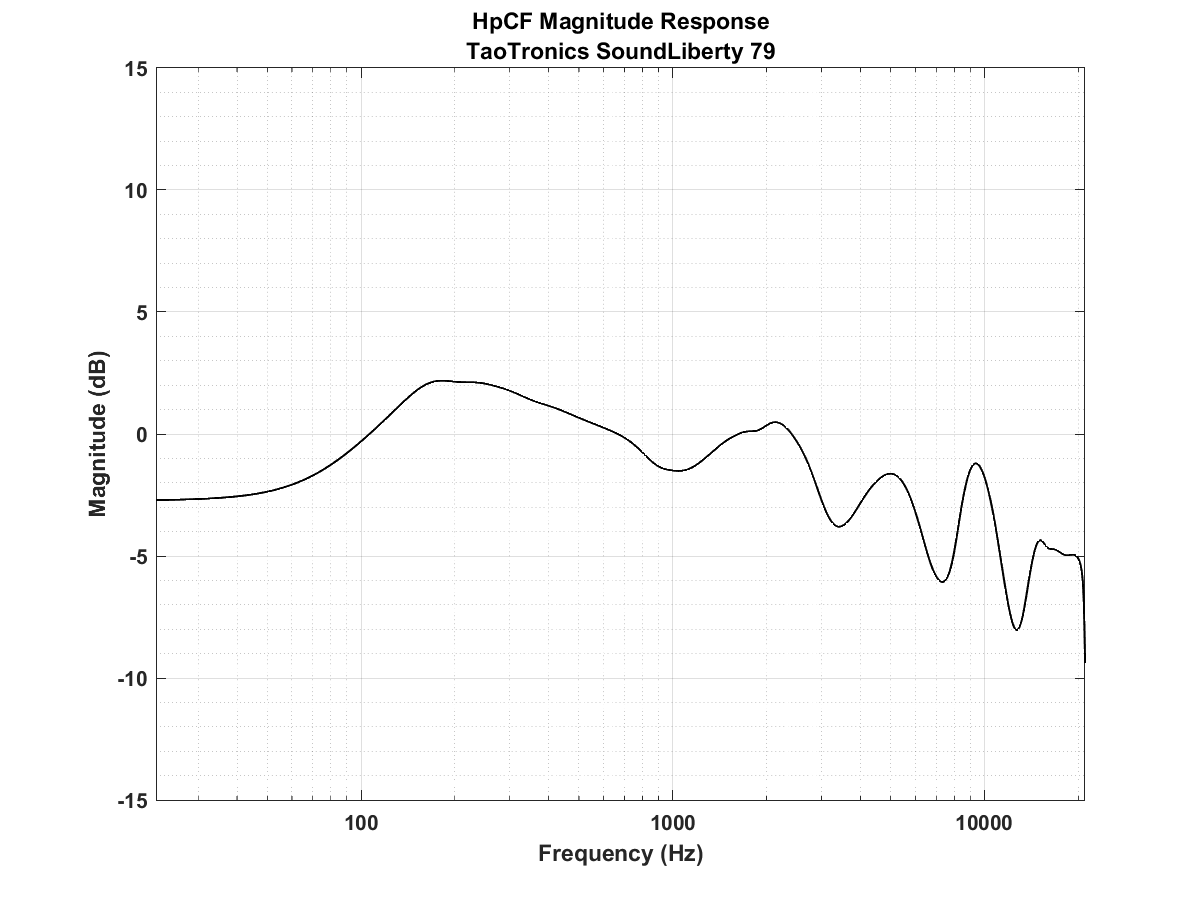 HpCF Magnitude Response
TaoTronics SoundLiberty 79
15
10
5
0
-5
-10
-15
Magnitude (dB)
100
1000
10000
Frequency (Hz)